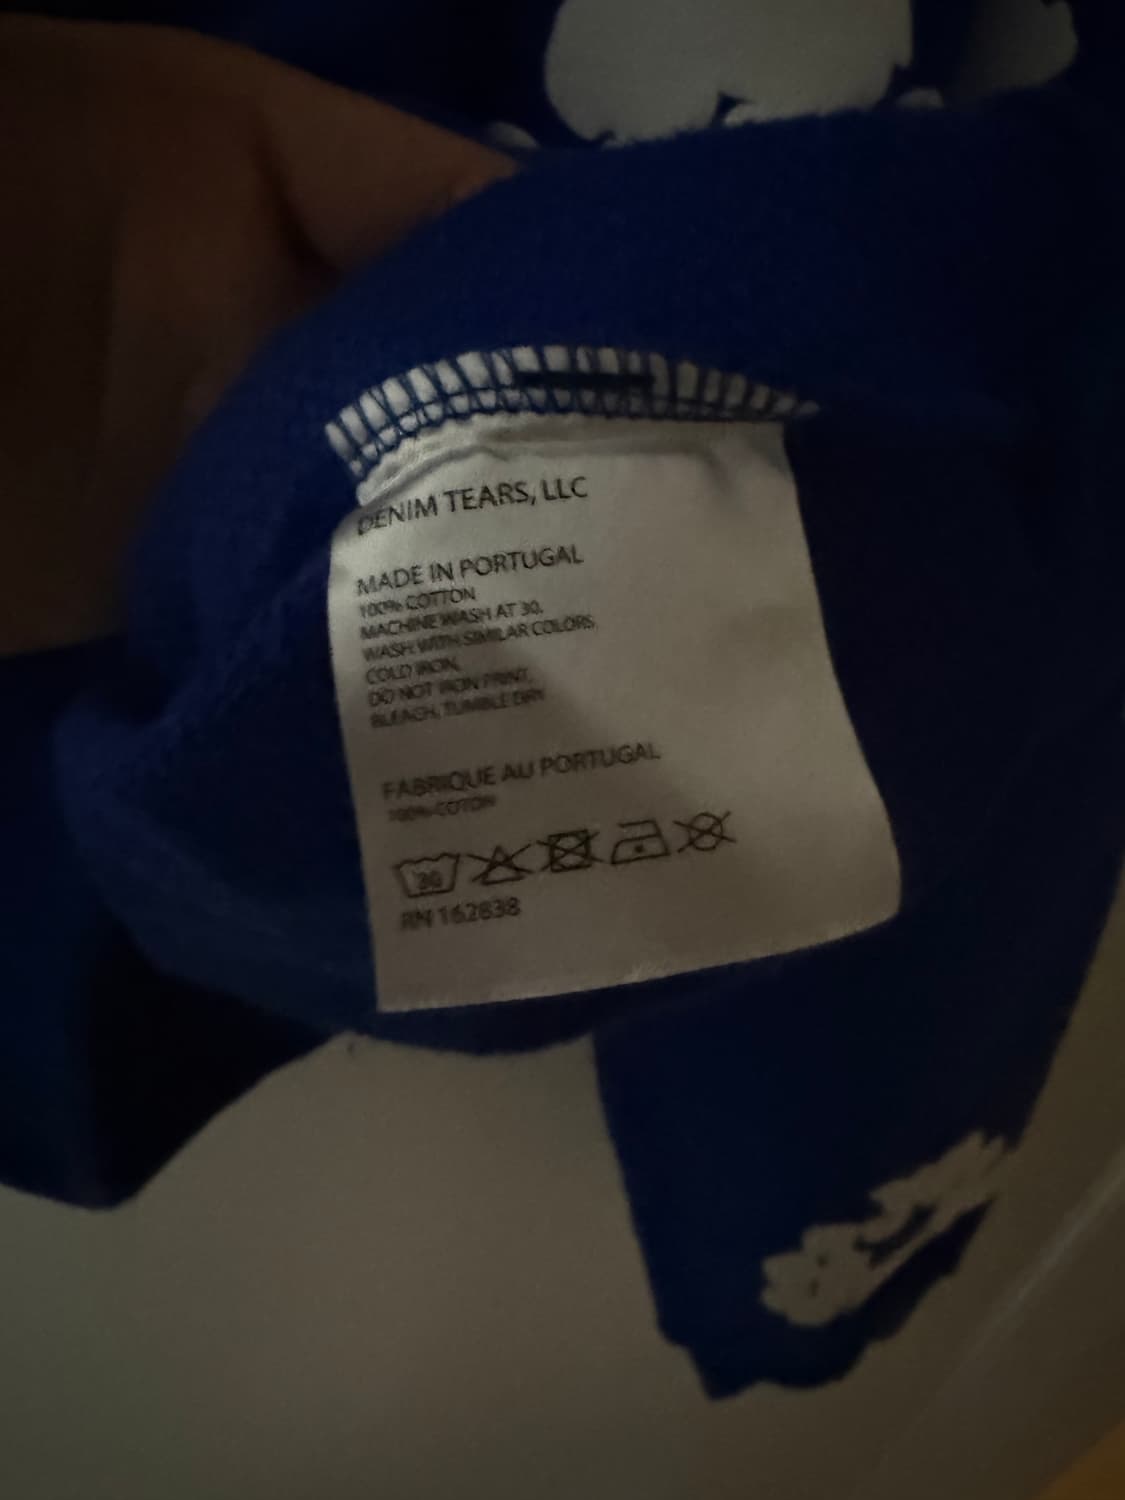 DENIM TEARS, LLC
MADE IN PORTUGAL
100% COTTON
MACHINE WASH AT 30,
WASH WITH SIMILAR COLORS,
COLD IRON,
DO NOT IRON PRINT,
BLEACH, TUMBLE DRY
FABRIQUE AU PORTUGAL
100% COTON
30
RN 162838